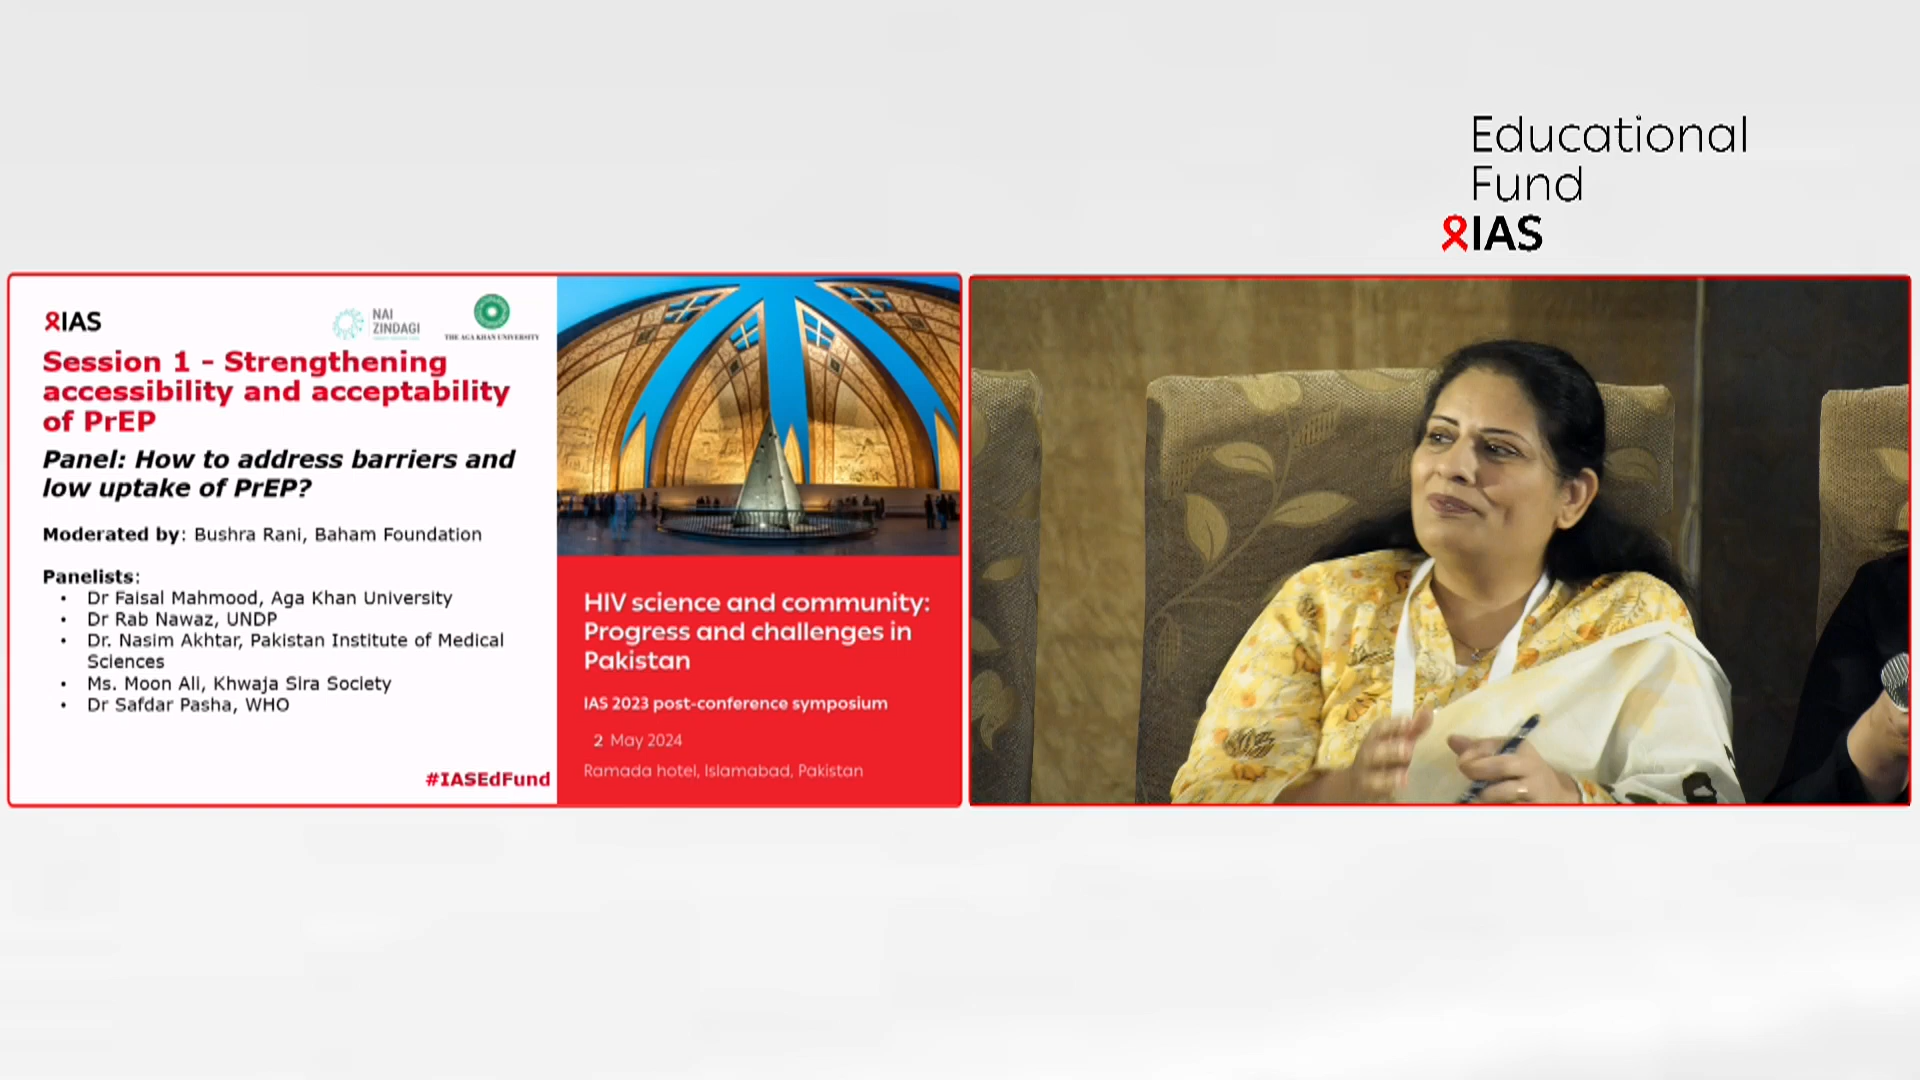 Educational
Fund
IAS
IAS
NAI
ZINDAGI
THE AGA KHAN UNIVERSITY
Session 1 - Strengthening
accessibility and acceptability
of PrEP
Panel: How to address barriers and
low uptake of PrEP?
Moderated by: Bushra Rani, Baham Foundation
Panelists:
• Dr Faisal Mahmood, Aga Khan University
• Dr Rab Nawaz, UNDP
• Dr. Nasim Akhtar, Pakistan Institute of Medical
Sciences
• Ms. Moon Ali, Khwaja Sira Society
• Dr Safdar Pasha, WHO
#IASEdFund
HIV science and community:
Progress and challenges in
Pakistan
IAS 2023 post-conference symposium
2 May 2024
Ramada hotel, Islamabad, Pakistan